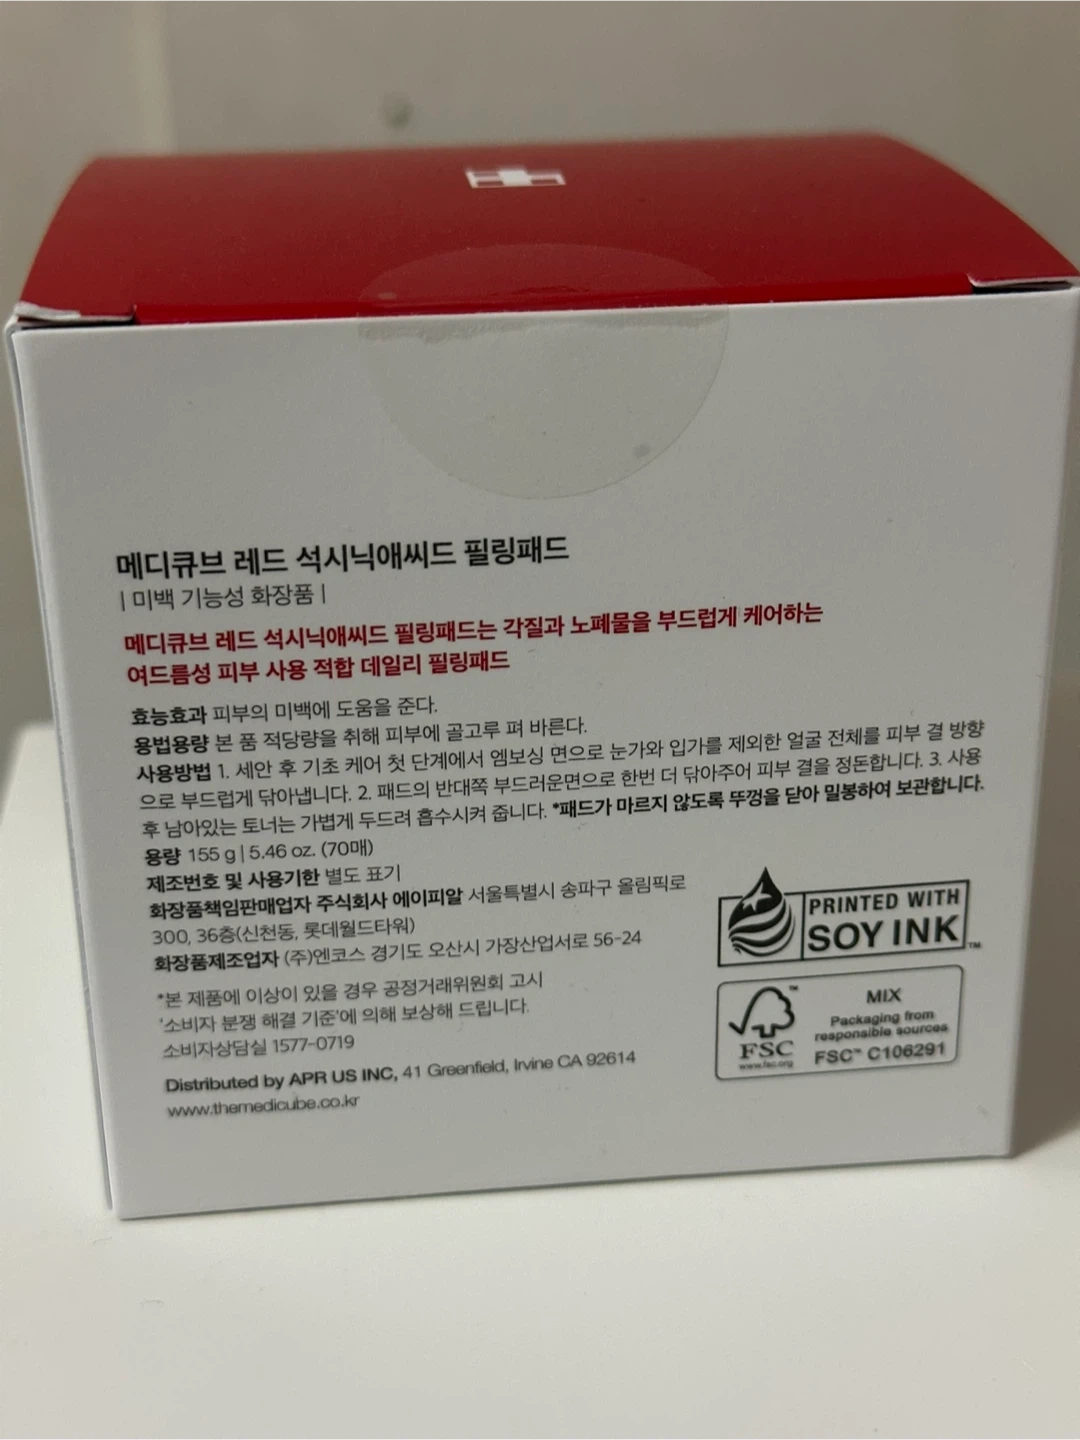 메디큐브 레드 석시닉애씨드 필링패드
| 미백 기능성 화장품 |
메디큐브 레드 석시닉애씨드 필링패드는 각질과 노폐물을 부드럽게 케어하는
여드름성 피부 사용 적합 데일리 필링패드
효능효과 피부의 미백에 도움을 준다.
용법용량 본 품 적당량을 취해 피부에 골고루 펴 바른다.
사용방법 1. 세안 후 기초 케어 첫 단계에서 엠보싱 면으로 눈가와 입가를 제외한 얼굴 전체를 피부 결 방향
으로 부드럽게 닦아냅니다. 2. 패드의 반대쪽 부드러운면으로 한번 더 닦아주어 피부 결을 정돈합니다. 3. 사용
후 남아있는 토너는 가볍게 두드려 흡수시켜 줍니다. *패드가 마르지 않도록 뚜껑을 닫아 밀봉하여 보관합니다.
용량 155 g | 5.46 oz. (70매)
제조번호 및 사용기한 별도 표기
화장품책임판매업자 주식회사 에이피알 서울특별시 송파구 올림픽로
300, 36층(신천동, 롯데월드타워)
화장품제조업자 (주)엔코스 경기도 오산시 가장산업서로 56-24
*본 제품에 이상이 있을 경우 공정거래위원회 고시
'소비자 분쟁 해결 기준'에 의해 보상해 드립니다.
소비자상담실 1577-0719
Distributed by APR US INC, 41 Greenfield, Irvine CA 92614
www.themedicube.co.kr
PRINTED WITH
SOY INK™
FSC
www.fsc.org
MIX
Packaging from
responsible sources
FSC™ C106291